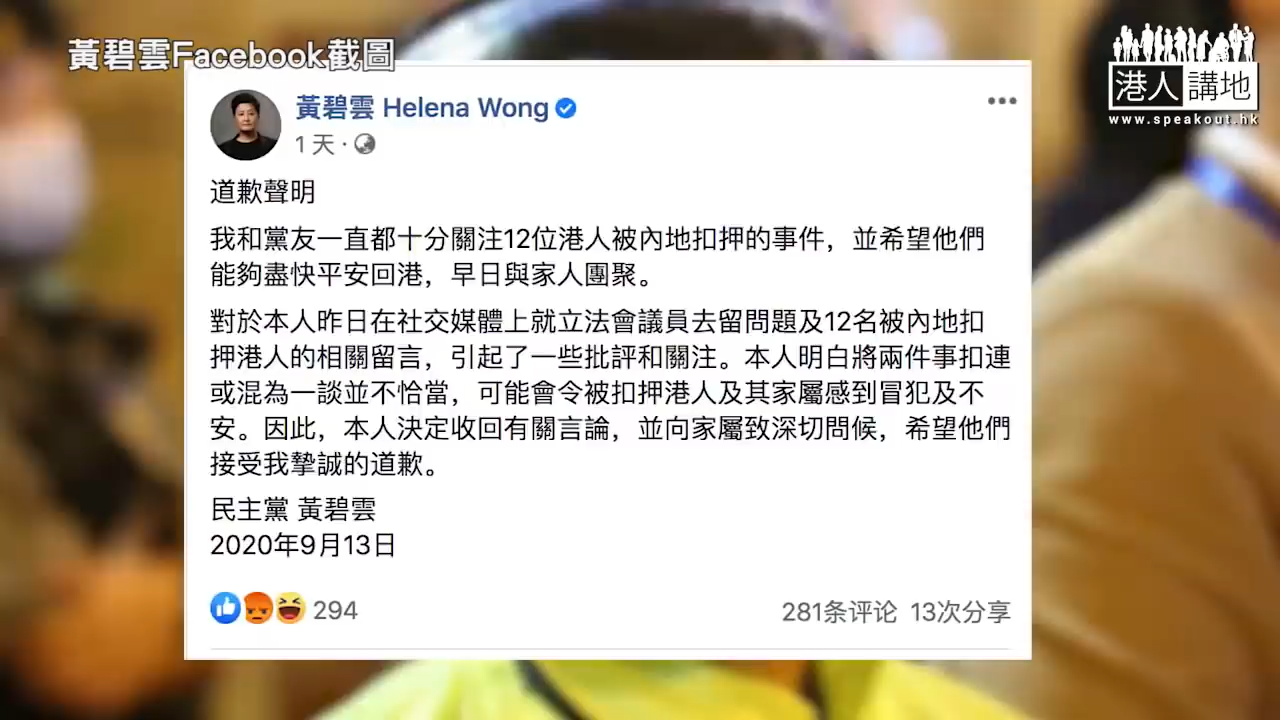 黃碧雲Facebook截圖
港人講地
www.speakout.hk
黃碧雲 Helena Wong
1 天 ·
道歉聲明
我和黨友一直都十分關注12位港人被內地扣押的事件，並希望他們
能夠盡快平安回港，早日與家人團聚。
對於本人昨日在社交媒體上就立法會議員去留問題及12名被內地扣
押港人的相關留言，引起了一些批評和關注。本人明白將兩件事扣連
或混為一談並不恰當，可能會令被扣押港人及其家屬感到冒犯及不
安。因此，本人決定收回有關言論，並向家屬致深切問候，希望他們
接受我摯誠的道歉。
民主黨 黃碧雲
2020年9月13日
294
281条评论 13次分享